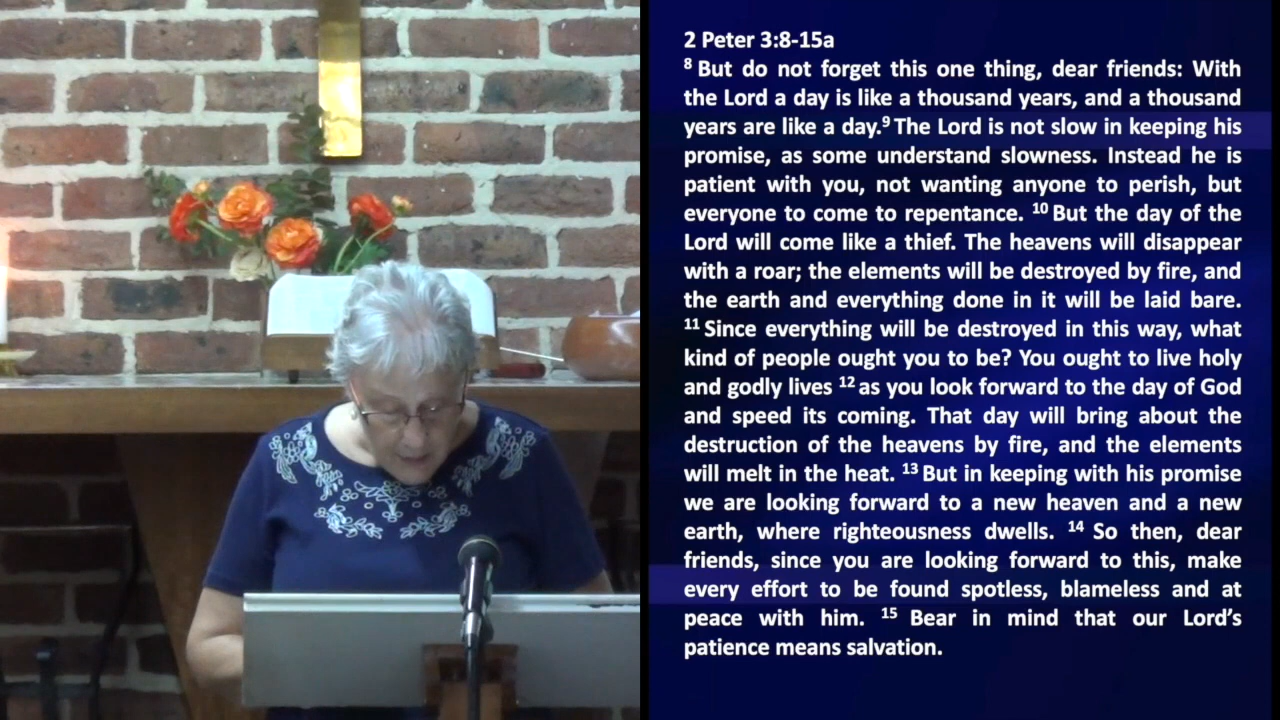 2 Peter 3:8-15a
⁸ But do not forget this one thing, dear friends: With
the Lord a day is like a thousand years, and a thousand
years are like a day.⁹ The Lord is not slow in keeping his
promise, as some understand slowness. Instead he is
patient with you, not wanting anyone to perish, but
everyone to come to repentance. ¹⁰ But the day of the
Lord will come like a thief. The heavens will disappear
with a roar; the elements will be destroyed by fire, and
the earth and everything done in it will be laid bare.
¹¹ Since everything will be destroyed in this way, what
kind of people ought you to be? You ought to live holy
and godly lives ¹² as you look forward to the day of God
and speed its coming. That day will bring about the
destruction of the heavens by fire, and the elements
will melt in the heat. ¹³ But in keeping with his promise
we are looking forward to a new heaven and a new
earth, where righteousness dwells. ¹⁴ So then, dear
friends, since you are looking forward to this, make
every effort to be found spotless, blameless and at
peace with him. ¹⁵ Bear in mind that our Lord’s
patience means salvation.